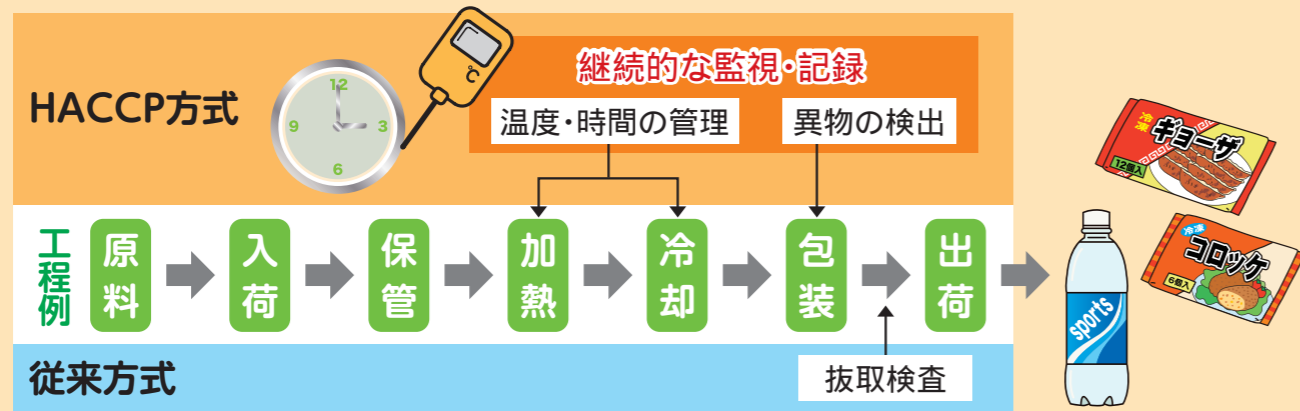 HACCP方式
12
3
6
9
℃
継続的な監視・記録
温度・時間の管理
異物の検出
工程例
原料
入荷
保管
加熱
冷却
包装
出荷
従来方式
抜取検査
冷凍
ギョーザ
12個入
冷凍
コロッケ
6個入
sports